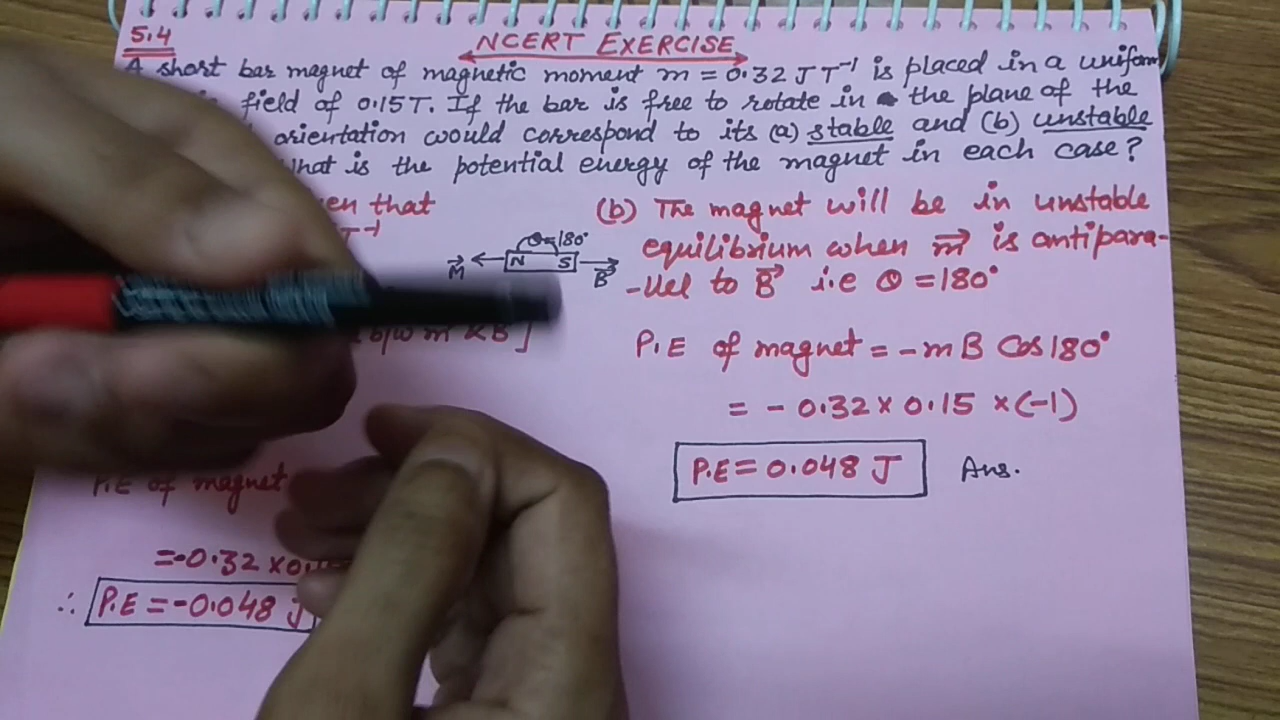 5.4
NCERT EXERCISE
A short bar magnet of magnetic moment m = 0.32 J T⁻¹ is placed in a uniform
field of 0.15T. If the bar is free to rotate in the plane of the
orientation would correspond to its (a) stable and (b) unstable
What is the potential energy of the magnet in each case?
that
T⁻¹
b/w m & B]
P.E of magnet
=-0.32 x 0.
∴ P.E = -0.048 J
θ=180°
M⃗ N S B⃗
(b) The magnet will be in unstable
equilibrium when m⃗ is antipara-
-llel to B⃗ i.e θ = 180°
P.E of magnet = - m B Cos 180°
= - 0.32 x 0.15 x (-1)
P.E = 0.048 J Ans.